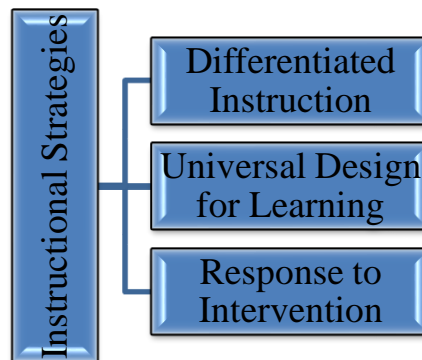 Instructional Strategies
Differentiated
Instruction
Universal Design
for Learning
Response to
Intervention